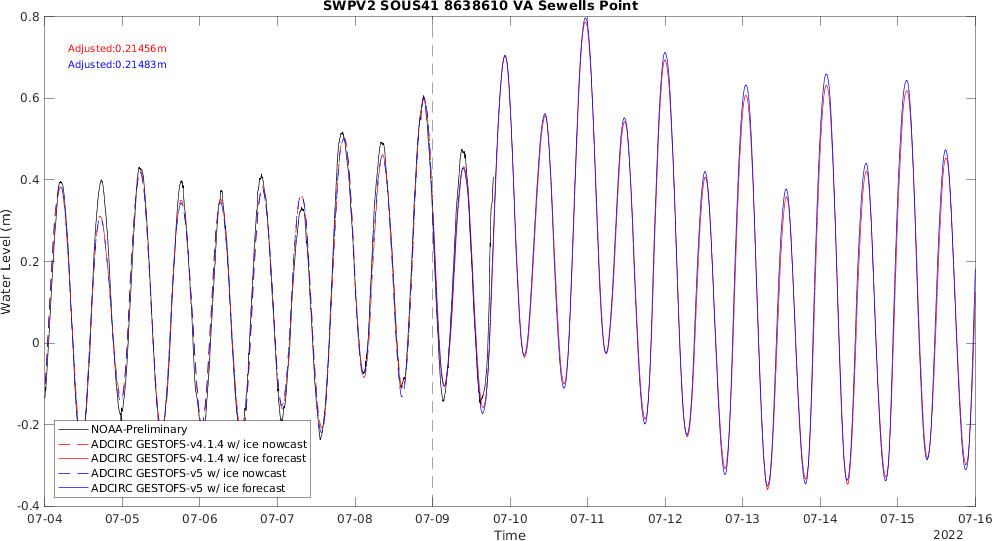 SWPV2 SOUS41 8638610 VA Sewells Point
Adjusted:0.21456m
Adjusted:0.21483m
0.8
0.6
0.4
0.2
0
-0.2
-0.4
Water Level (m)
NOAA-Preliminary
ADCIRC GESTOFS-v4.1.4 w/ ice nowcast
ADCIRC GESTOFS-v4.1.4 w/ ice forecast
ADCIRC GESTOFS-v5 w/ ice nowcast
ADCIRC GESTOFS-v5 w/ ice forecast
07-04 07-05 07-06 07-07 07-08 07-09 07-10 07-11 07-12 07-13 07-14 07-15 07-16
Time
2022